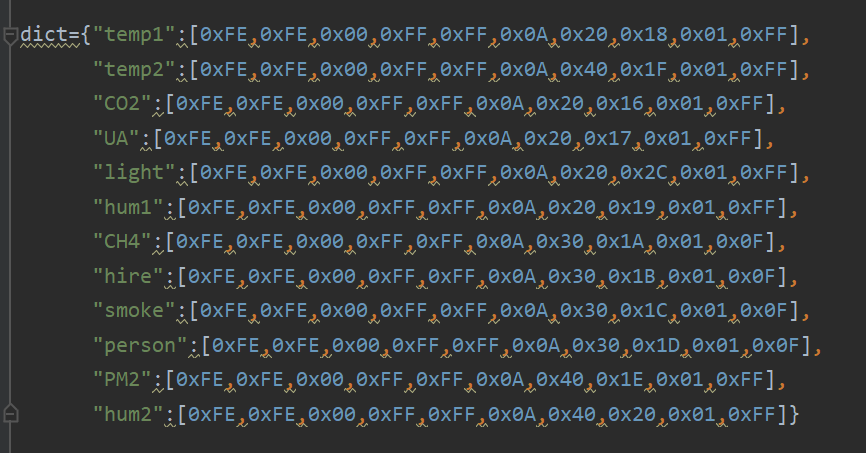 dict={"temp1":[0xFE,0xFE,0x00,0xFF,0xFF,0x0A,0x20,0x18,0x01,0xFF],
"temp2":[0xFE,0xFE,0x00,0xFF,0xFF,0x0A,0x40,0x1F,0x01,0xFF],
"CO2":[0xFE,0xFE,0x00,0xFF,0xFF,0x0A,0x20,0x16,0x01,0xFF],
"UA":[0xFE,0xFE,0x00,0xFF,0xFF,0x0A,0x20,0x17,0x01,0xFF],
"light":[0xFE,0xFE,0x00,0xFF,0xFF,0x0A,0x20,0x2C,0x01,0xFF],
"hum1":[0xFE,0xFE,0x00,0xFF,0xFF,0x0A,0x20,0x19,0x01,0xFF],
"CH4":[0xFE,0xFE,0x00,0xFF,0xFF,0x0A,0x30,0x1A,0x01,0x0F],
"hire":[0xFE,0xFE,0x00,0xFF,0xFF,0x0A,0x30,0x1B,0x01,0x0F],
"smoke":[0xFE,0xFE,0x00,0xFF,0xFF,0x0A,0x30,0x1C,0x01,0x0F],
"person":[0xFE,0xFE,0x00,0xFF,0xFF,0x0A,0x30,0x1D,0x01,0x0F],
"PM2":[0xFE,0xFE,0x00,0xFF,0xFF,0x0A,0x40,0x1E,0x01,0xFF],
"hum2":[0xFE,0xFE,0x00,0xFF,0xFF,0x0A,0x40,0x20,0x01,0xFF]}